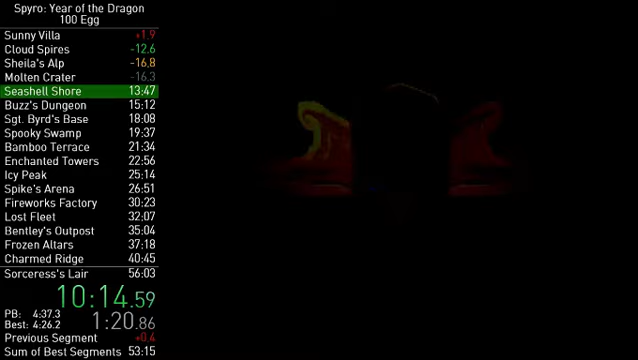 Spyro: Year of the Dragon
100 Egg
Sunny Villa +1.9
Cloud Spires -12.6
Sheila's Alp -16.8
Molten Crater -16.3
Seashell Shore 13:47
Buzz's Dungeon 15:12
Sgt. Byrd's Base 18:08
Spooky Swamp 19:37
Bamboo Terrace 21:34
Enchanted Towers 22:56
Icy Peak 25:14
Spike's Arena 26:51
Fireworks Factory 30:23
Lost Fleet 32:07
Bentley's Outpost 35:04
Frozen Altars 37:18
Charmed Ridge 40:45
Sorceress's Lair 56:03
10:14.59
PB: 4:37.3
Best: 4:26.2 1:20.86
Previous Segment +0.4
Sum of Best Segments 53:15